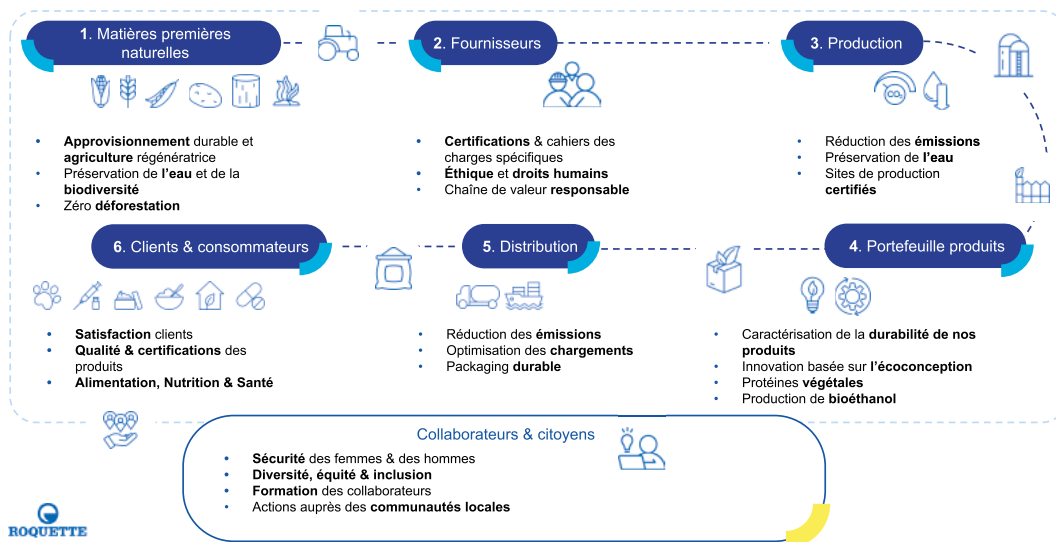 1. Matières premières
naturelles
2. Fournisseurs
3. Production
CO₂
• Approvisionnement durable et
agriculture régénératrice
• Préservation de l'eau et de la
biodiversité
• Zéro déforestation
• Certifications & cahiers des
charges spécifiques
• Éthique et droits humains
• Chaîne de valeur responsable
• Réduction des émissions
• Préservation de l'eau
• Sites de production
certifiés
6. Clients & consommateurs
5. Distribution
4. Portefeuille produits
• Satisfaction clients
• Qualité & certifications des
produits
• Alimentation, Nutrition & Santé
• Réduction des émissions
• Optimisation des chargements
• Packaging durable
• Caractérisation de la durabilité de nos
produits
• Innovation basée sur l'écoconception
• Protéines végétales
• Production de bioéthanol
Collaborateurs & citoyens
• Sécurité des femmes & des hommes
• Diversité, équité & inclusion
• Formation des collaborateurs
• Actions auprès des communautés locales
ROQUETTE